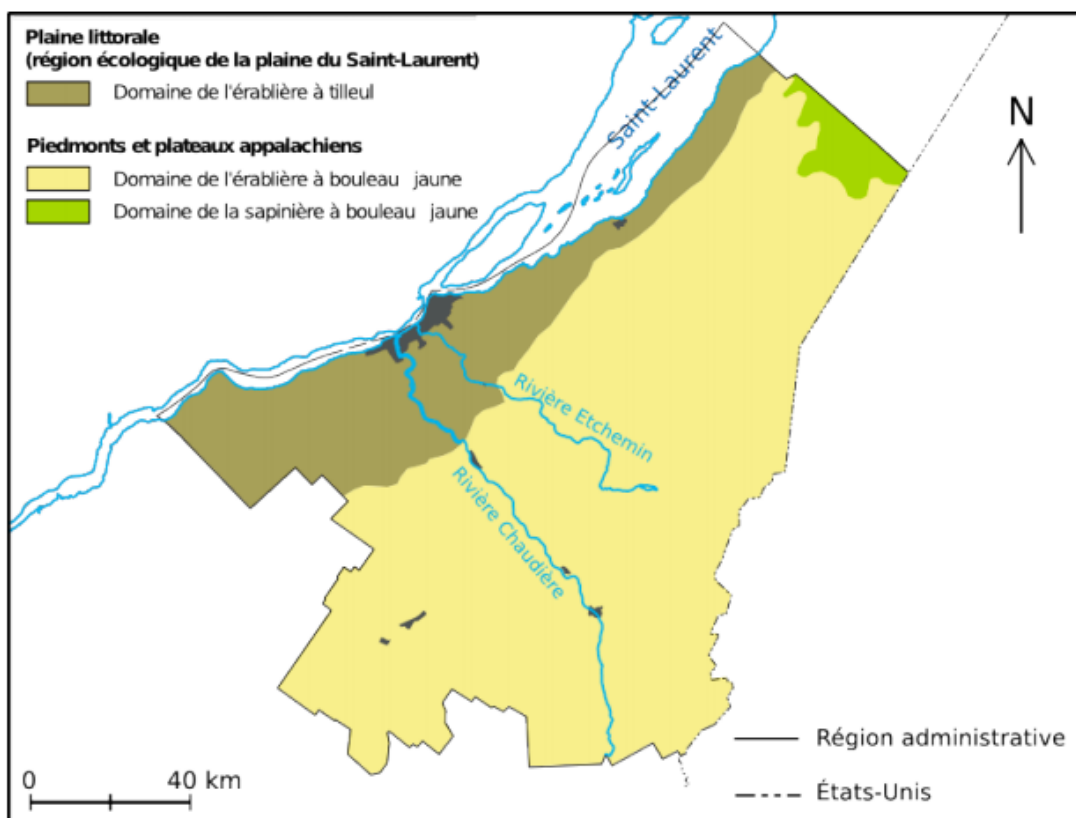 Plaine littorale
(région écologique de la plaine du Saint-Laurent)
Domaine de l'érablière à tilleul
Piedmonts et plateaux appalachiens
Domaine de l'érablière à bouleau jaune
Domaine de la sapinière à bouleau jaune
Saint-Laurent
N
Rivière Etchemin
Rivière Chaudière
0 40 km
Région administrative
États-Unis